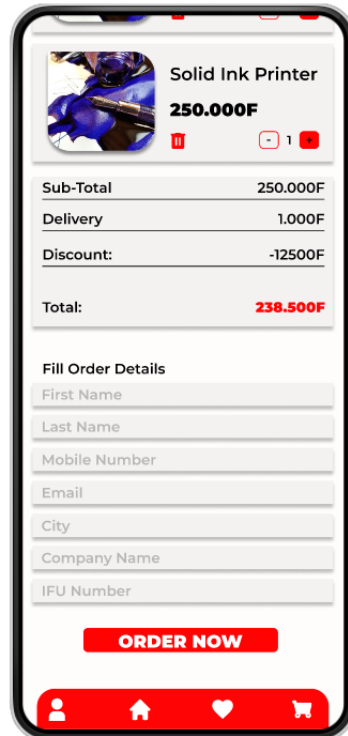 Solid Ink Printer
250.000F
- 1 +
Sub-Total 250.000F
Delivery 1.000F
Discount: -12500F
Total: 238.500F
Fill Order Details
First Name
Last Name
Mobile Number
Email
City
Company Name
IFU Number
ORDER NOW